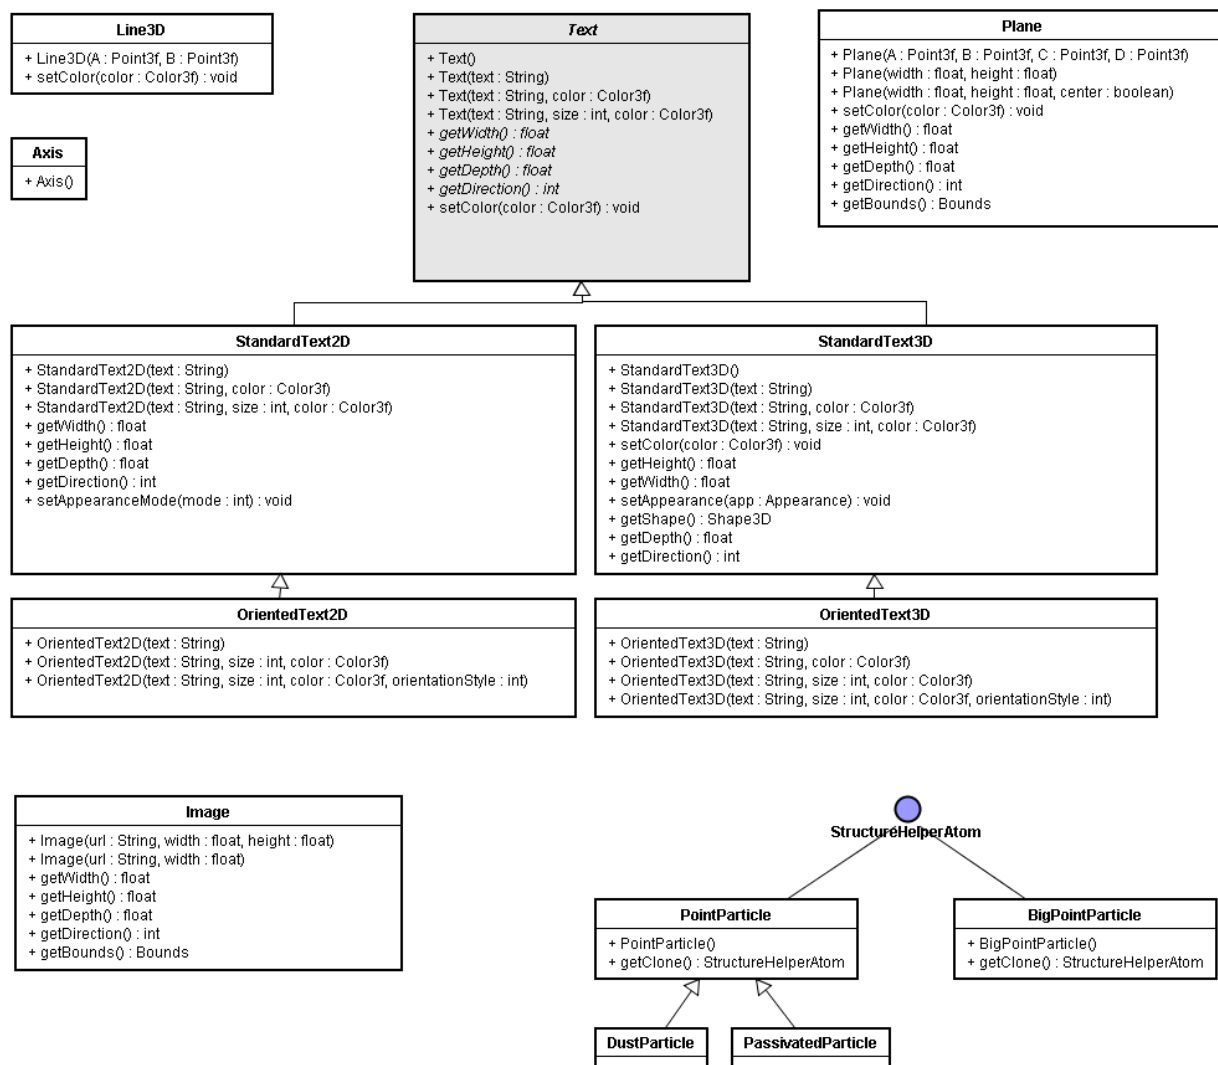 Line3D
+ Line3D(A : Point3f, B : Point3f)
+ setColor(color : Color3f) : void
Axis
+ Axis()
Text
+ Text()
+ Text(text : String)
+ Text(text : String, color : Color3f)
+ Text(text : String, size : int, color : Color3f)
+ getWidth() : float
+ getHeight() : float
+ getDepth() : float
+ getDirection() : int
+ setColor(color : Color3f) : void
Plane
+ Plane(A : Point3f, B : Point3f, C : Point3f, D : Point3f)
+ Plane(width : float, height : float)
+ Plane(width : float, height : float, center : boolean)
+ setColor(color : Color3f) : void
+ getWidth() : float
+ getHeight() : float
+ getDepth() : float
+ getDirection() : int
+ getBounds() : Bounds
StandardText2D
+ StandardText2D(text : String)
+ StandardText2D(text : String, color : Color3f)
+ StandardText2D(text : String, size : int, color : Color3f)
+ getWidth() : float
+ getHeight() : float
+ getDepth() : float
+ getDirection() : int
+ setAppearanceMode(mode : int) : void
StandardText3D
+ StandardText3D()
+ StandardText3D(text : String)
+ StandardText3D(text : String, color : Color3f)
+ StandardText3D(text : String, size : int, color : Color3f)
+ setColor(color : Color3f) : void
+ getHeight() : float
+ getWidth() : float
+ setAppearance(app : Appearance) : void
+ getShape() : Shape3D
+ getDepth() : float
+ getDirection() : int
OrientedText2D
+ OrientedText2D(text : String)
+ OrientedText2D(text : String, size : int, color : Color3f)
+ OrientedText2D(text : String, size : int, color : Color3f, orientationStyle : int)
OrientedText3D
+ OrientedText3D(text : String)
+ OrientedText3D(text : String, color : Color3f)
+ OrientedText3D(text : String, size : int, color : Color3f)
+ OrientedText3D(text : String, size : int, color : Color3f, orientationStyle : int)
Image
+ Image(url : String, width : float, height : float)
+ Image(url : String, width : float)
+ getWidth() : float
+ getHeight() : float
+ getDepth() : float
+ getDirection() : int
+ getBounds() : Bounds
StructureHelperAtom
PointParticle
+ PointParticle()
+ getClone() : StructureHelperAtom
BigPointParticle
+ BigPointParticle()
+ getClone() : StructureHelperAtom
DustParticle
PassivatedParticle